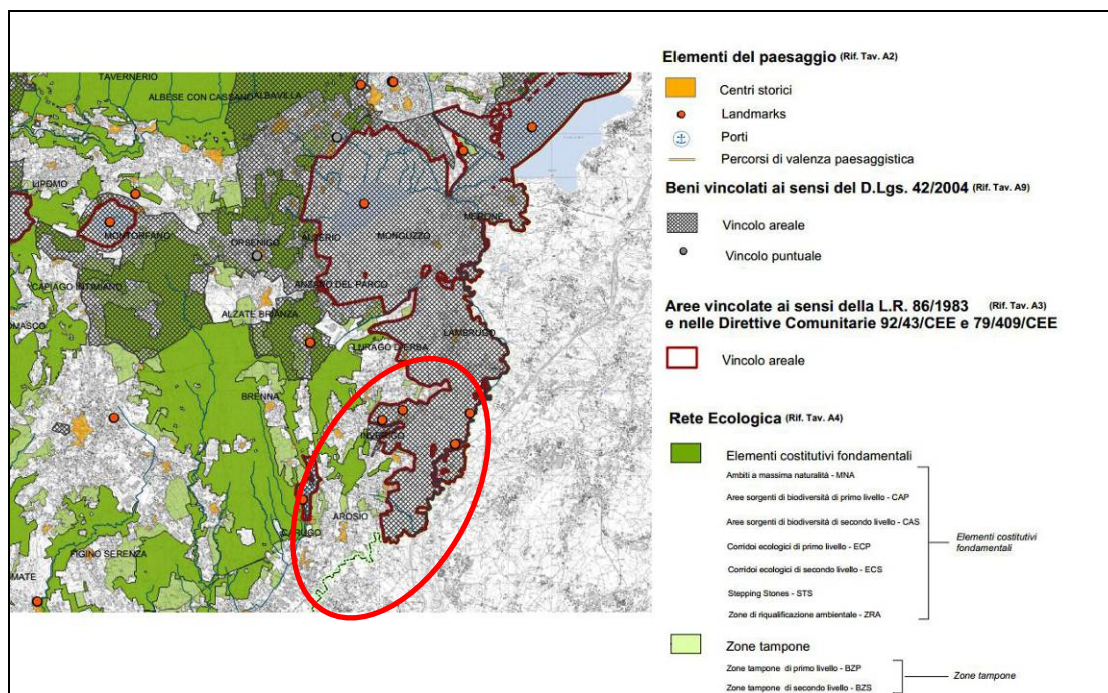 TAVERNERIO
ALBESE CON CASSANO
ALBAVILLA
LIPOMO
MONTORFANO
ORSENIGO
ALSERIO
MONGUZZO
MERONE
CAPIAGO INTIMIANO
ANZANO DEL PARCO
ALZATE BRIANZA
LAMBRUGO
LURAGO D'ERBA
BRENNA
INVERIGO
AROSIO
CARUGO
FIGINO SERENZA
Elementi del paesaggio (Rif. Tav. A2)
Centri storici
Landmarks
Porti
Percorsi di valenza paesaggistica
Beni vincolati ai sensi del D.Lgs. 42/2004 (Rif. Tav. A9)
Vincolo areale
Vincolo puntuale
Aree vincolate ai sensi della L.R. 86/1983 (Rif. Tav. A3)
e nelle Direttive Comunitarie 92/43/CEE e 79/409/CEE
Vincolo areale
Rete Ecologica (Rif. Tav. A4)
Elementi costitutivi fondamentali
Ambiti a massima naturalità - MNA
Aree sorgenti di biodiversità di primo livello - CAP
Aree sorgenti di biodiversità di secondo livello - CAS
Corridoi ecologici di primo livello - ECP
Corridoi ecologici di secondo livello - ECS
Stepping Stones - STS
Zone di riqualificazione ambientale - ZRA
Elementi costitutivi
fondamentali
Zone tampone
Zone tampone di primo livello - BZP
Zone tampone di secondo livello - BZS
Zone tampone